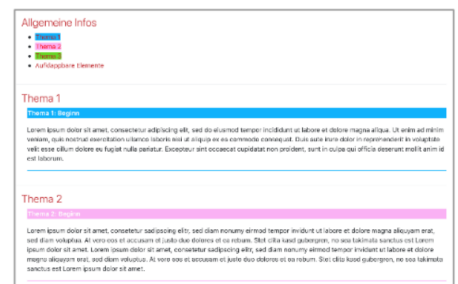 Allgemeine Infos
Thema 1
Thema 2
Thema 3
Aufklappbare Elemente
Thema 1
Thema 1: Beginn
Lorem ipsum dolor sit amet, consectetur adipiscing elit, sed do eiusmod tempor incididunt ut labore et dolore magna aliqua. Ut enim ad minim
veniam, quis nostrud exercitation ullamco laboris nisi ut aliquip ex ea commodo consequat. Duis aute irure dolor in reprehenderit in voluptate
velit esse cillum dolore eu fugiat nulla pariatur. Excepteur sint occaecat cupidatat non proident, sunt in culpa qui officia deserunt mollit anim id
est laborum.
Thema 2
Thema 2: Beginn
Lorem ipsum dolor sit amet, consetetur sadipscing elitr, sed diam nonumy eirmod tempor invidunt ut labore et dolore magna aliquyam erat,
sed diam voluptua. At vero eos et accusam et justo duo dolores et ea rebum. Stet clita kasd gubergren, no sea takimata sanctus est Lorem
ipsum dolor sit amet. Lorem ipsum dolor sit amet, consetetur sadipscing elitr, sed diam nonumy eirmod tempor invidunt ut labore et dolore
magna aliquyam erat, sed diam voluptua. At vero eos et accusam et justo duo dolores et ea rebum. Stet clita kasd gubergren, no sea takimata
sanctus est Lorem ipsum dolor sit amet.